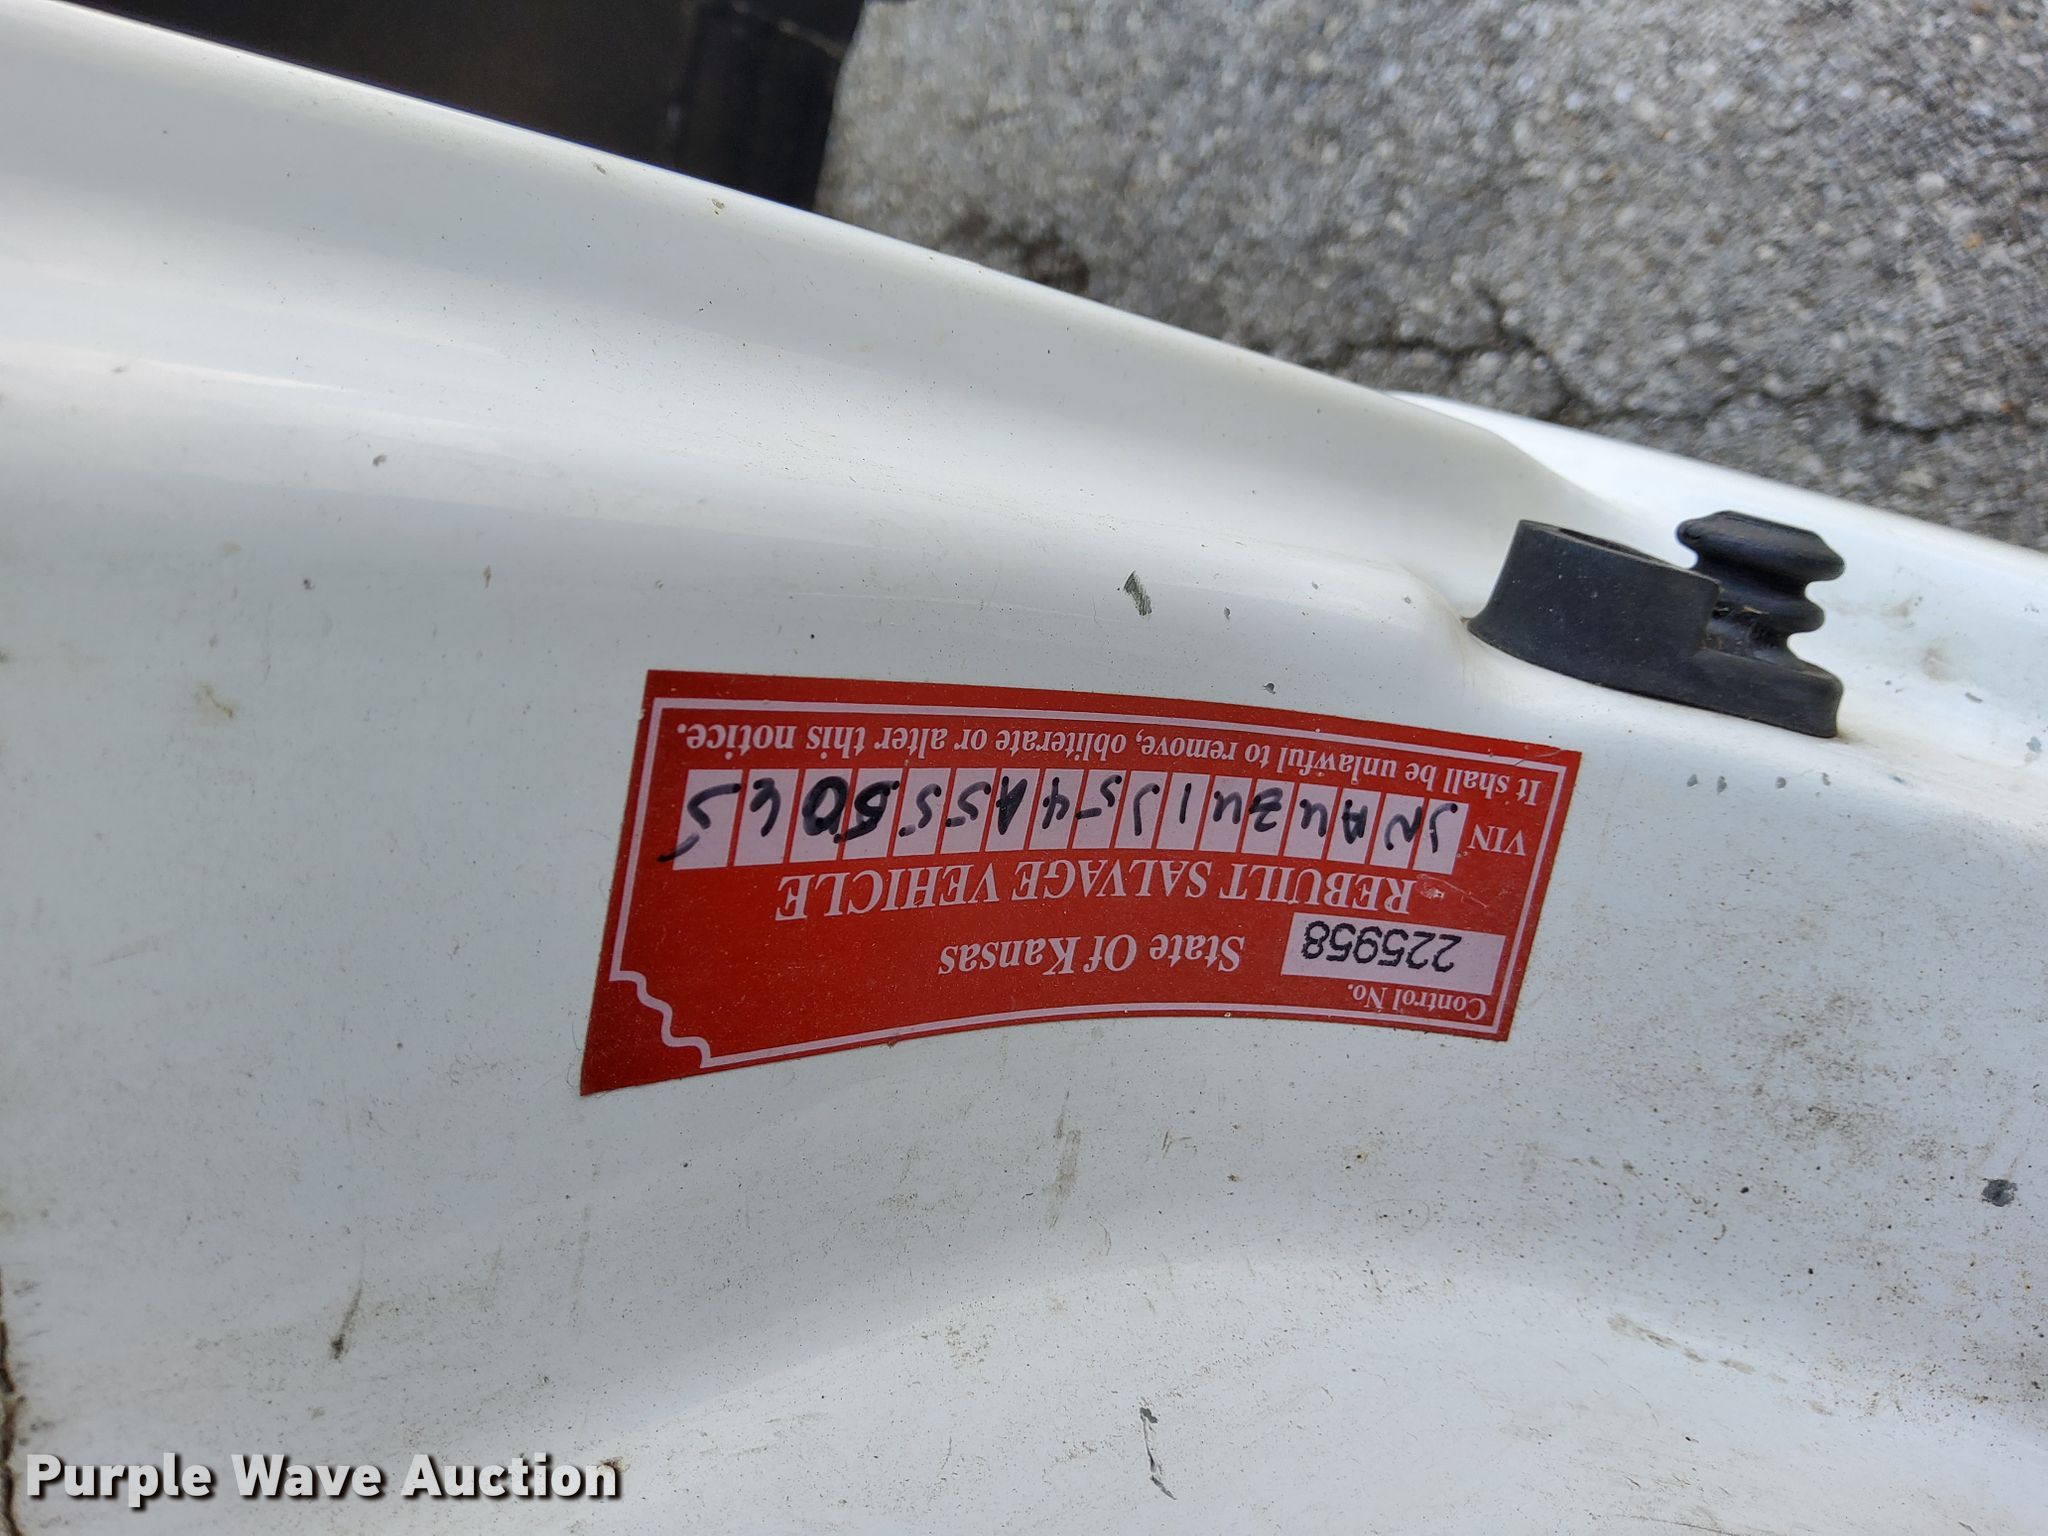 Control No.
225958 State Of Kansas
REBUILT SALVAGE VEHICLE
VIN JNAUZU1J54A555065
It shall be unlawful to remove, obliterate or alter this notice.
Purple Wave Auction